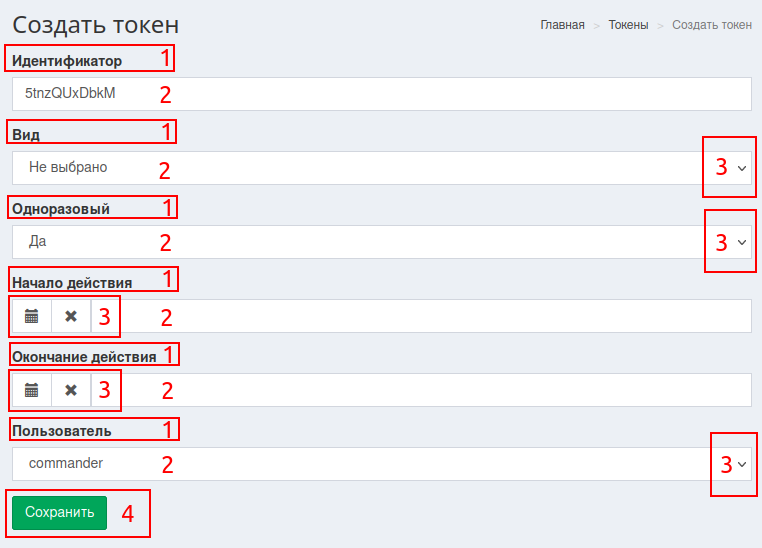 Создать токен
Главная > Токены > Создать токен
Идентификатор 1
5tnzQUxDbkM 2
Вид 1
Не выбрано 2 3
Одноразовый 1
Да 2 3
Начало действия 1
3 2
Окончание действия 1
3 2
Пользователь 1
commander 2 3
Сохранить 4